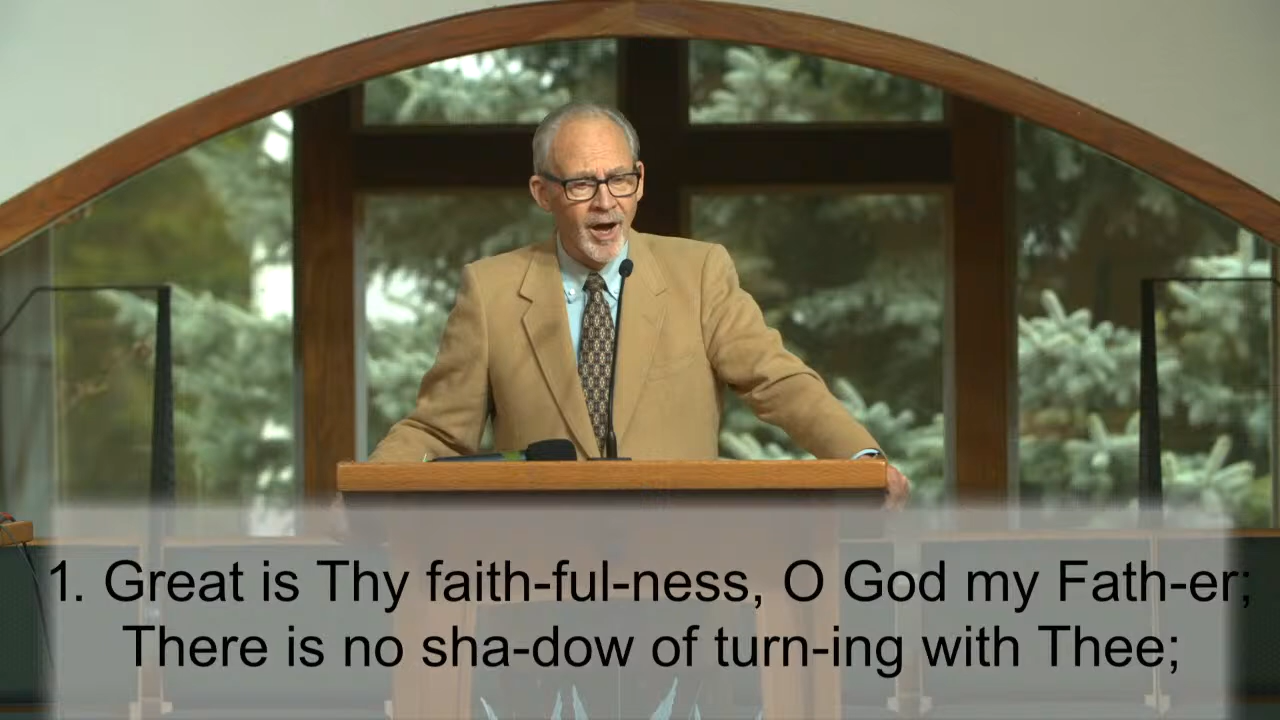 1. Great is Thy faith-ful-ness, O God my Fath-er;
There is no sha-dow of turn-ing with Thee;